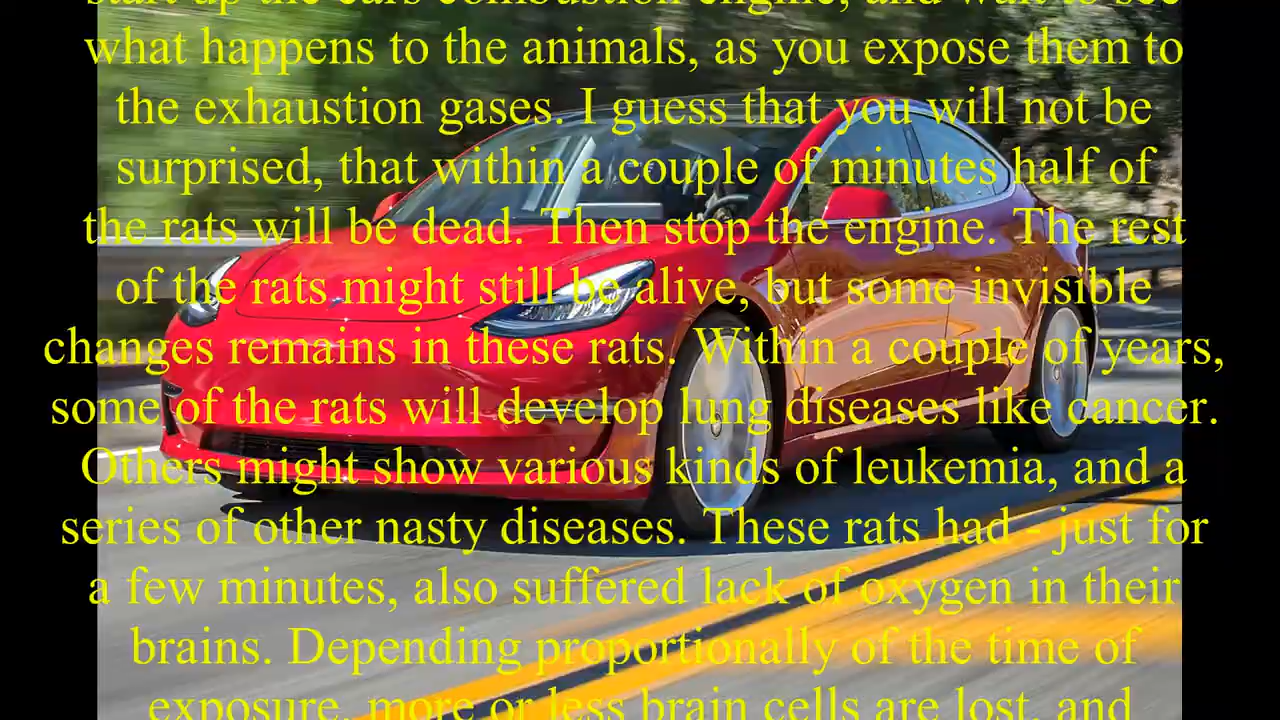 start up the cars combustion engine, and wait to see
what happens to the animals, as you expose them to
the exhaustion gases. I guess that you will not be
surprised, that within a couple of minutes half of
the rats will be dead. Then stop the engine. The rest
of the rats might still be alive, but some invisible
changes remains in these rats. Within a couple of years,
some of the rats will develop lung diseases like cancer.
Others might show various kinds of leukemia, and a
series of other nasty diseases. These rats had - just for
a few minutes, also suffered lack of oxygen in their
brains. Depending proportionally of the time of
exposure, more or less brain cells are lost, and